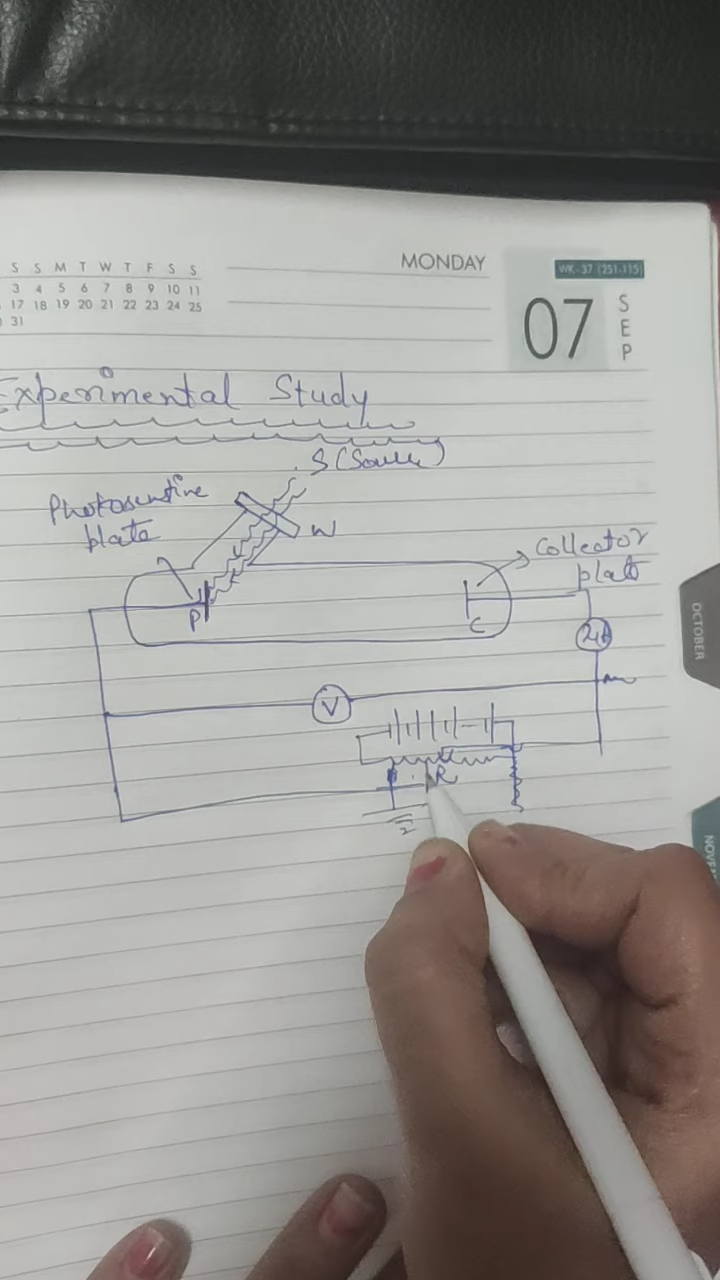 MONDAY
WK-37 (251-115)
07
SEP
S S M T W T F S S
3 4 5 6 7 8 9 10 11
17 18 19 20 21 22 23 24 25
31
Experimental Study
S (Source)
Photosensitive
plate
W
Collector
plate
P
C
V
R
OCTOBER